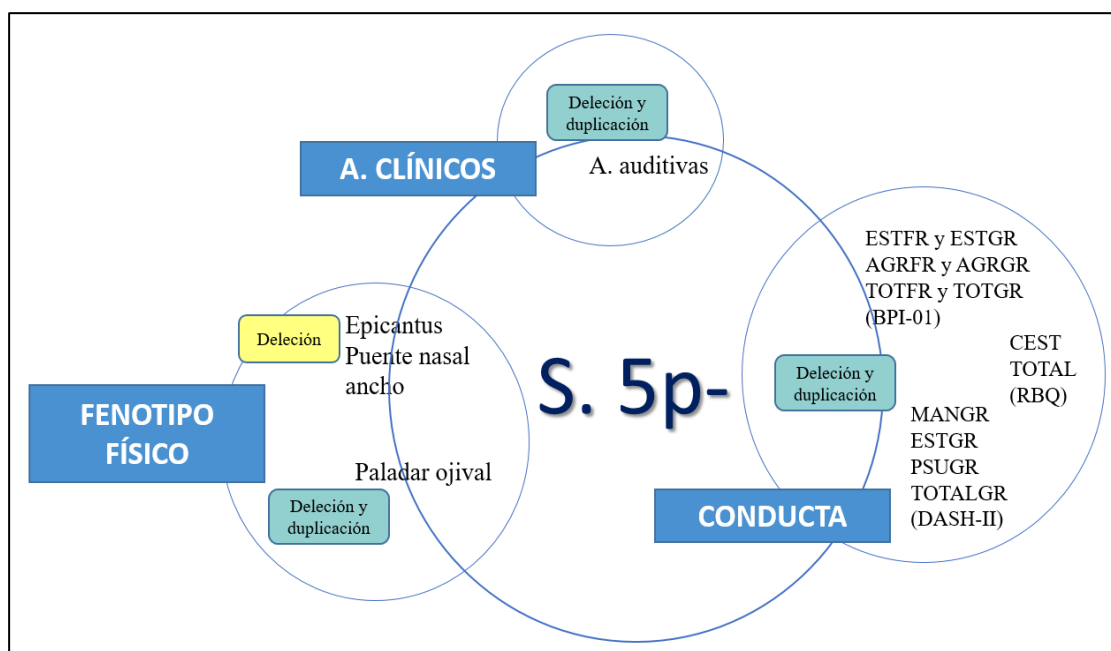 Deleción y
duplicación
A. CLÍNICOS
A. auditivas
ESTFR y ESTGR
AGRFR y AGRGR
TOTFR y TOTGR
(BPI-01)
Deleción
Epicantus
Puente nasal
ancho
S. 5p-
Deleción y
duplicación
CEST
TOTAL
(RBQ)
FENOTIPO
FÍSICO
Paladar ojival
Deleción y
duplicación
MANGR
ESTGR
PSUGR
TOTALGR
(DASH-II)
CONDUCTA